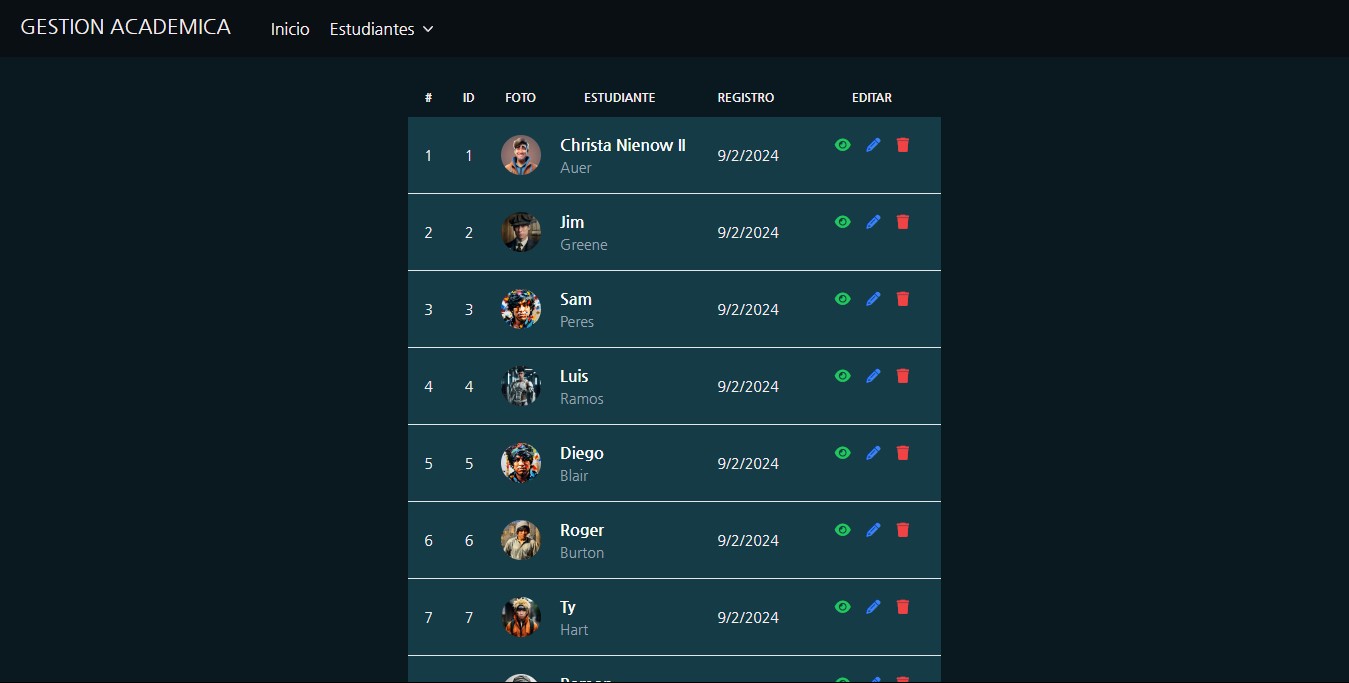 GESTION ACADEMICA Inicio Estudiantes
# ID FOTO ESTUDIANTE REGISTRO EDITAR
1 1 Christa Nienow II 9/2/2024
Auer
2 2 Jim 9/2/2024
Greene
3 3 Sam 9/2/2024
Peres
4 4 Luis 9/2/2024
Ramos
5 5 Diego 9/2/2024
Blair
6 6 Roger 9/2/2024
Burton
7 7 Ty 9/2/2024
Hart